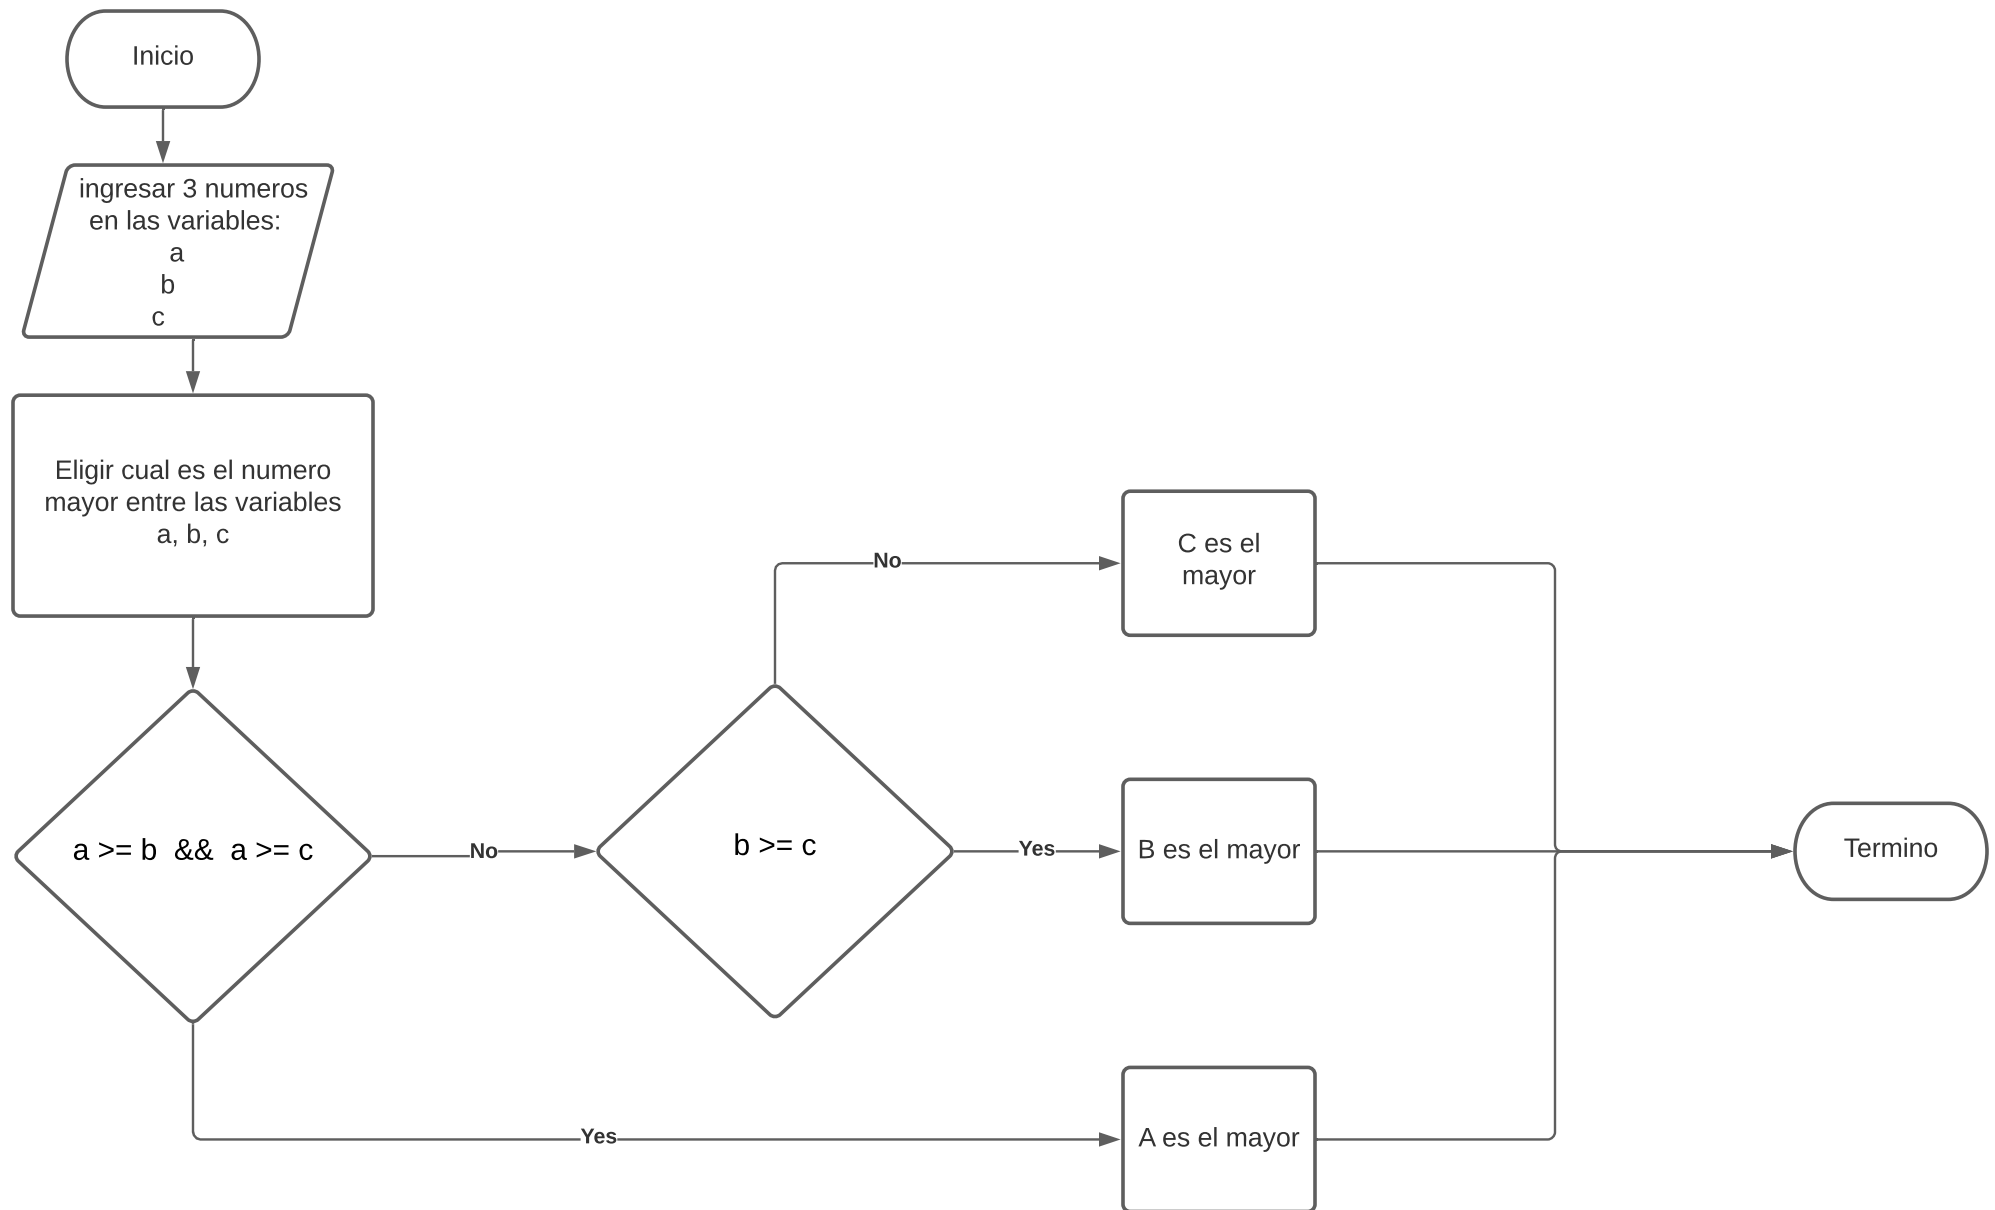 Inicio
ingresar 3 numeros
en las variables:
a
b
c
Eligir cual es el numero
mayor entre las variables
a, b, c
a >= b && a >= c
No
Yes
b >= c
No
Yes
C es el
mayor
B es el mayor
A es el mayor
Termino